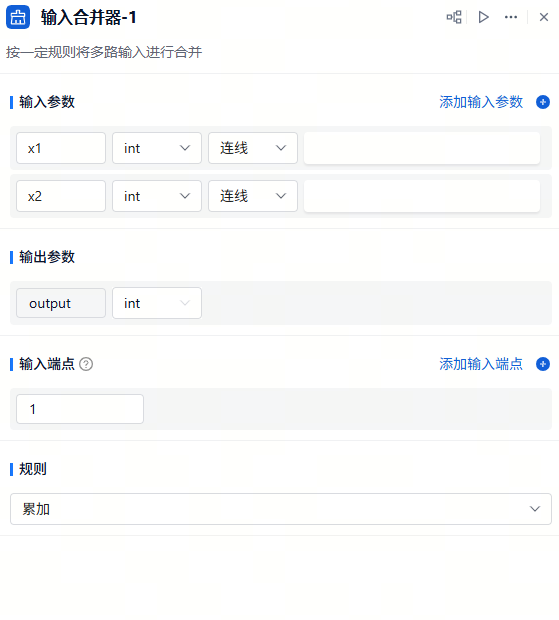 输入合并器-1
按一定规则将多路输入进行合并
输入参数 添加输入参数
x1 int 连线
x2 int 连线
输出参数
output int
输入端点 ? 添加输入端点
1
规则
累加